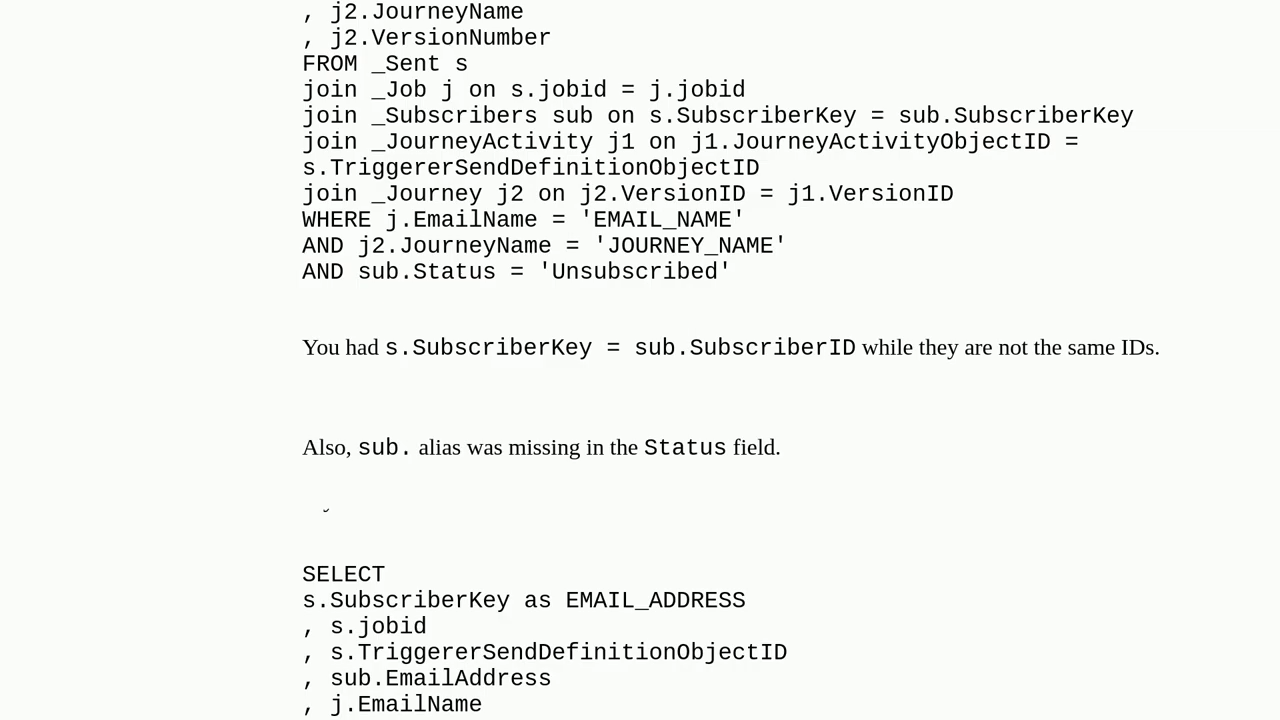 , j2.JourneyName
, j2.VersionNumber
FROM _Sent s
join _Job j on s.jobid = j.jobid
join _Subscribers sub on s.SubscriberKey = sub.SubscriberKey
join _JourneyActivity j1 on j1.JourneyActivityObjectID =
s.TriggererSendDefinitionObjectID
join _Journey j2 on j2.VersionID = j1.VersionID
WHERE j.EmailName = 'EMAIL_NAME'
AND j2.JourneyName = 'JOURNEY_NAME'
AND sub.Status = 'Unsubscribed'
You had s.SubscriberKey = sub.SubscriberID while they are not the same IDs.
Also, sub. alias was missing in the Status field.
SELECT
s.SubscriberKey as EMAIL_ADDRESS
, s.jobid
, s.TriggererSendDefinitionObjectID
, sub.EmailAddress
, j.EmailName